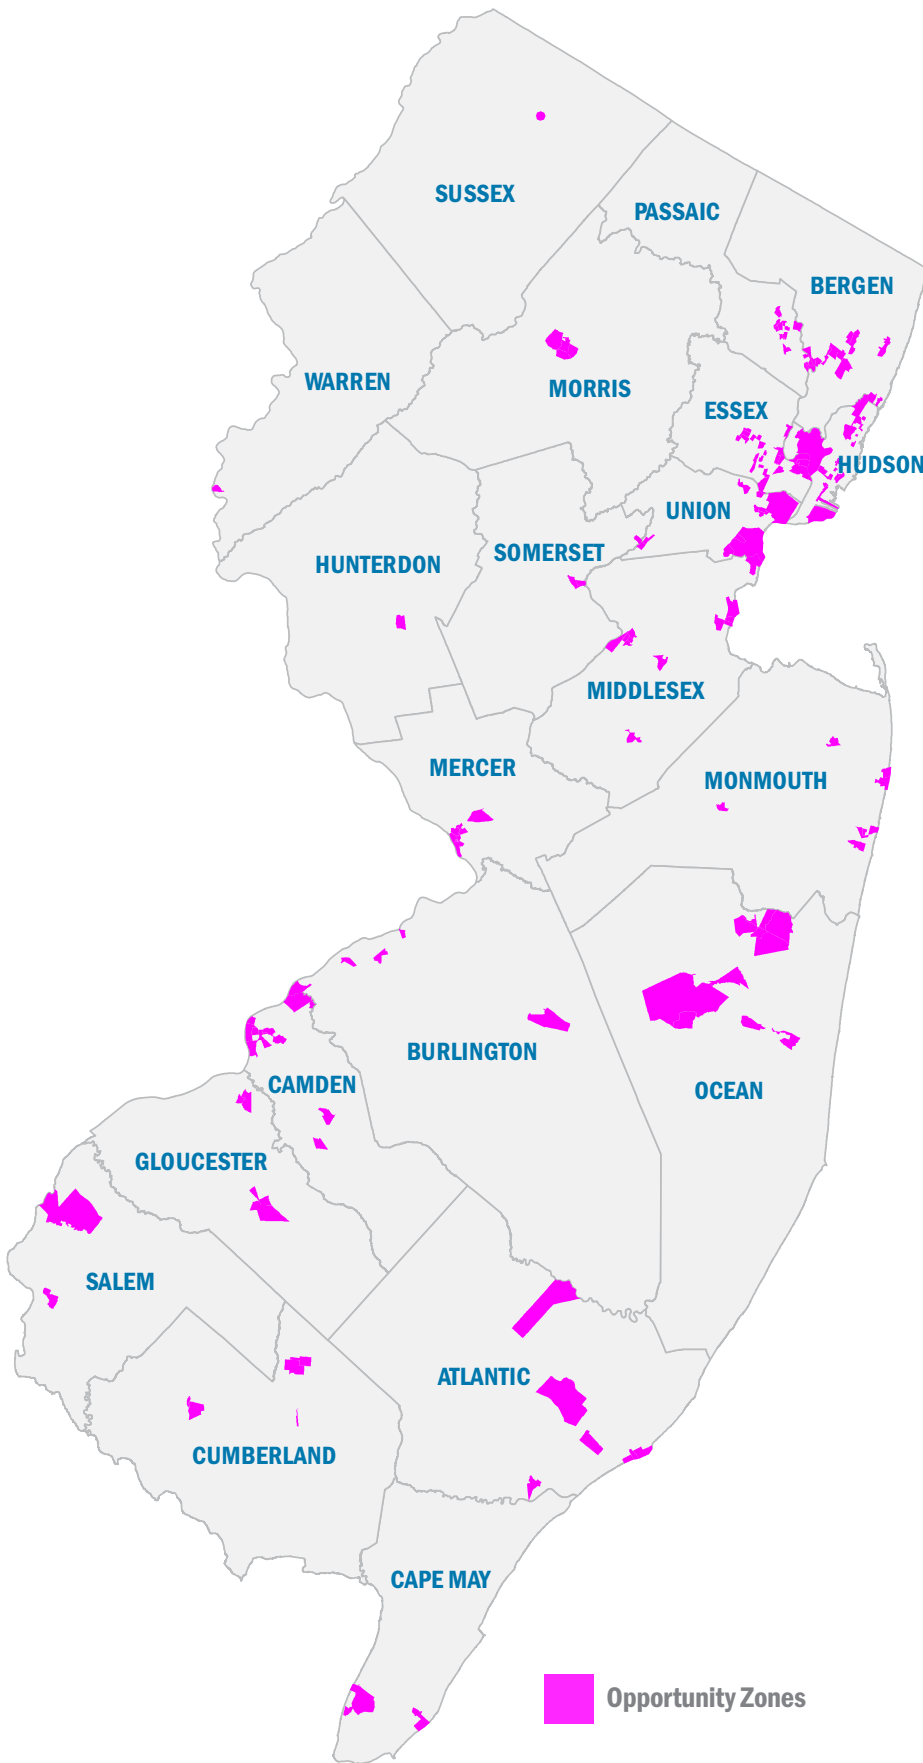 SUSSEX
PASSAIC
BERGEN
WARREN
MORRIS
ESSEX
HUDSON
UNION
SOMERSET
HUNTERDON
MIDDLESEX
MERCER
MONMOUTH
BURLINGTON
CAMDEN
OCEAN
GLOUCESTER
SALEM
ATLANTIC
CUMBERLAND
CAPE MAY
Opportunity Zones